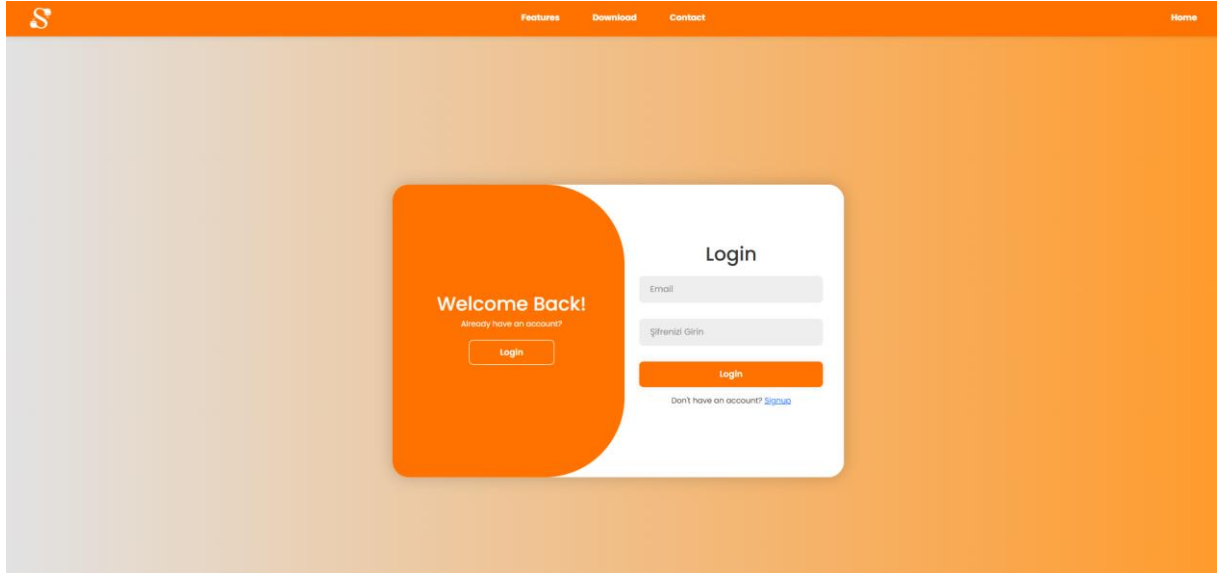 S
Features Download Contact Home
Welcome Back!
Already have an account?
Login
Login
Email
Şifrenizi Girin
Login
Don't have an account? Signup